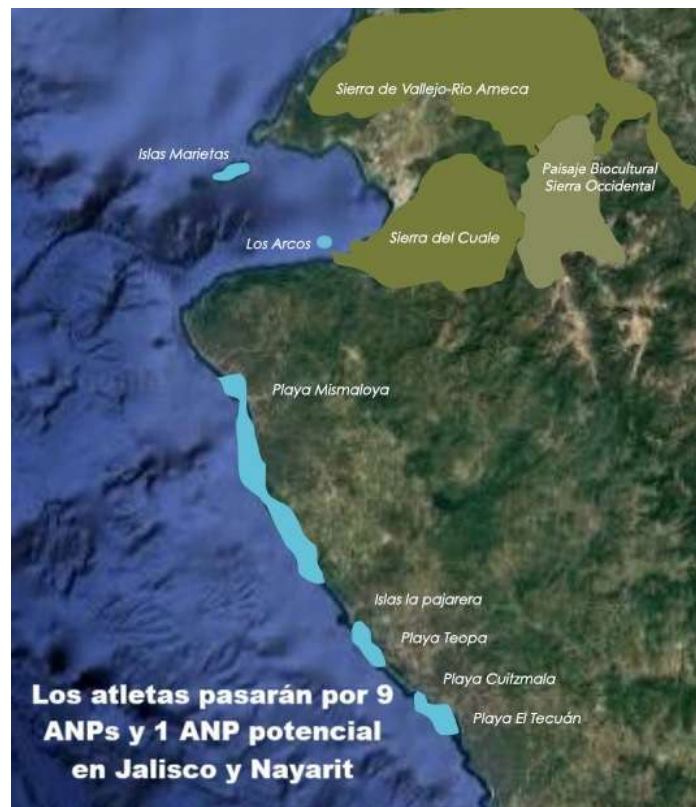 Sierra de Vallejo-Rio Ameca
Islas Marietas
Paisaje Biocultural
Sierra Occidental
Los Arcos
Sierra del Cuale
Playa Mismaloya
Islas la pajarera
Playa Teopa
Playa Cuitzmala
Playa El Tecuán
Los atletas pasarán por 9
ANPs y 1 ANP potencial
en Jalisco y Nayarit